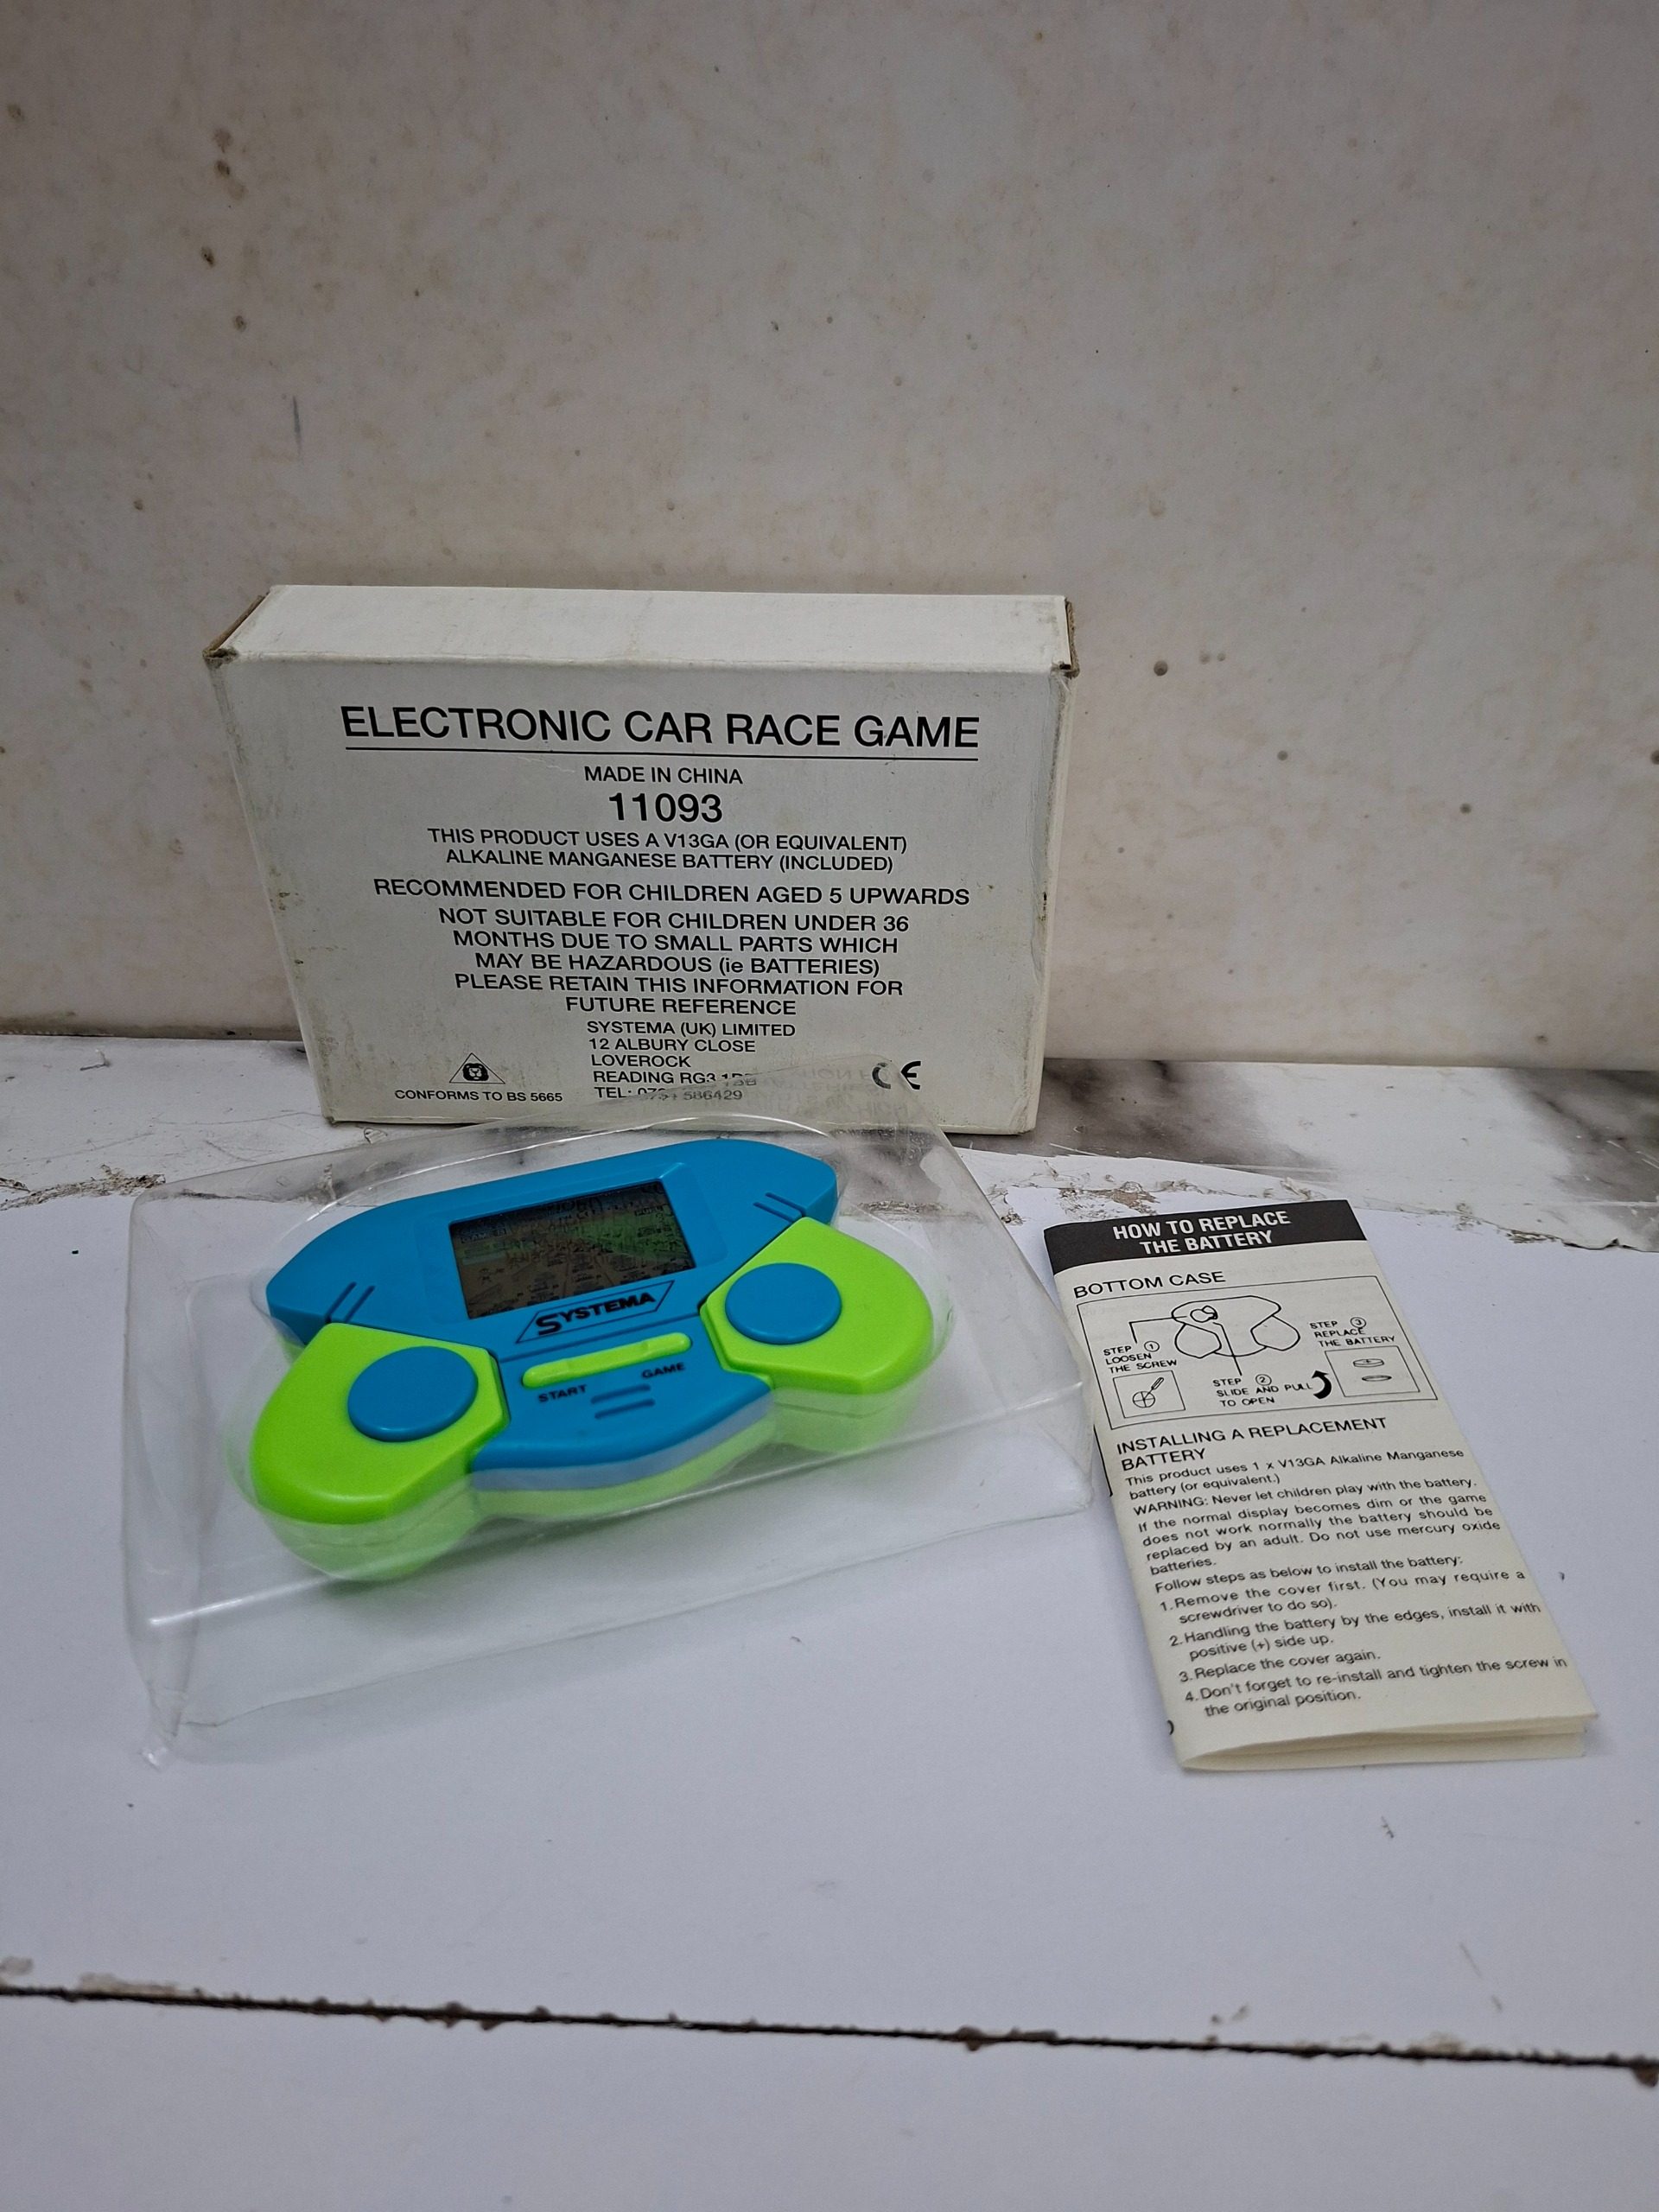 ELECTRONIC CAR RACE GAME
MADE IN CHINA
11093
THIS PRODUCT USES A V13GA (OR EQUIVALENT)
ALKALINE MANGANESE BATTERY (INCLUDED)
RECOMMENDED FOR CHILDREN AGED 5 UPWARDS
NOT SUITABLE FOR CHILDREN UNDER 36
MONTHS DUE TO SMALL PARTS WHICH
MAY BE HAZARDOUS (ie BATTERIES)
PLEASE RETAIN THIS INFORMATION FOR
FUTURE REFERENCE
SYSTEMA (UK) LIMITED
12 ALBURY CLOSE
LOVEROCK
READING RG3
TEL:
CONFORMS TO BS 5665
CE
SYSTEMA
START
GAME
HOW TO REPLACE
THE BATTERY
BOTTOM CASE
STEP 1
LOOSEN
THE SCREW
STEP 2
SLIDE AND PULL
TO OPEN
STEP 3
REPLACE
THE BATTERY
INSTALLING A REPLACEMENT
BATTERY
This product uses 1 x V13GA Alkaline Manganese
battery (or equivalent.)
WARNING: Never let children play with the battery.
If the normal display becomes dim or the game
does not work normally the battery should be
replaced by an adult. Do not use mercury oxide
batteries.
Follow steps as below to install the battery:
1. Remove the cover first. (You may require a
screwdriver to do so).
2. Handling the battery by the edges, install it with
positive (+) side up.
3. Replace the cover again.
4. Don't forget to re-install and tighten the screw in
the original position.